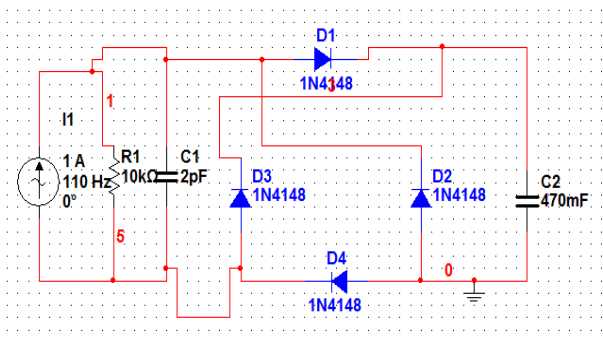 D1
1N4148
3
1
I1
1 A
110 Hz
0°
R1
10kΩ
C1
2pF
D3
1N4148
D2
1N4148
C2
470mF
5
D4
1N4148
0